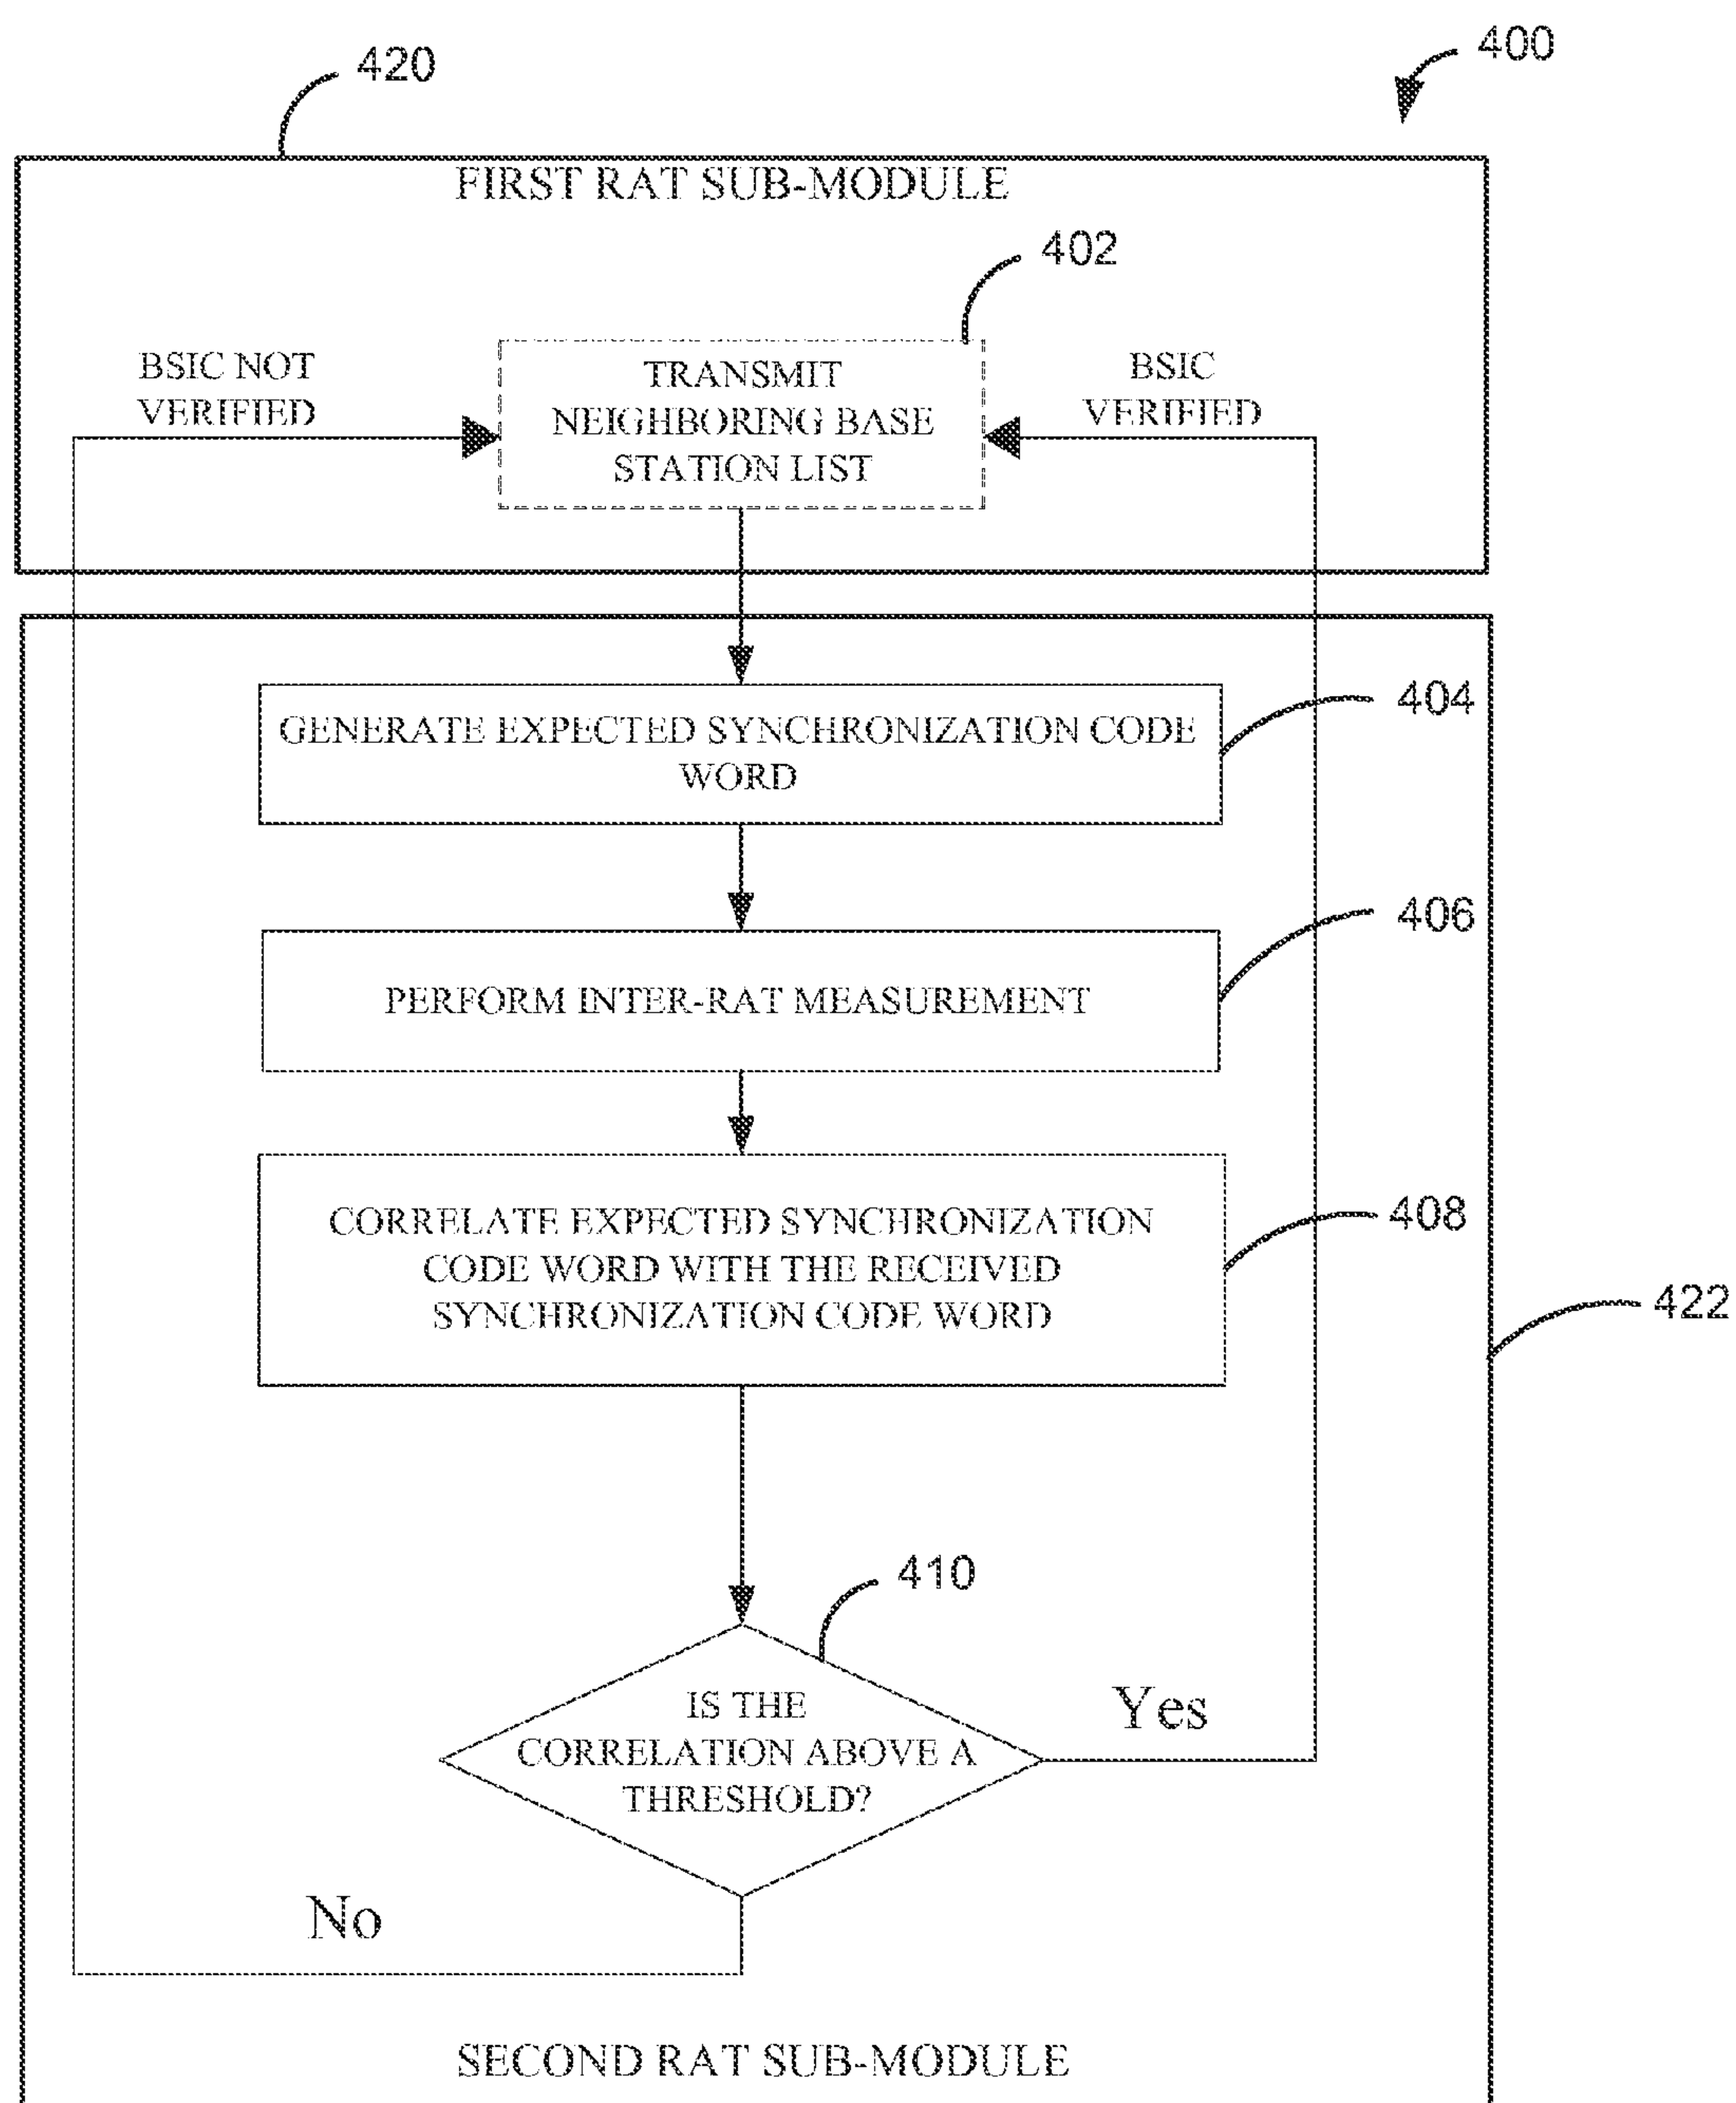 400
420
FIRST RAT SUB-MODULE
402
BSIC NOT
VERIFIED
TRANSMIT
NEIGHBORING BASE
STATION LIST
BSIC
VERIFIED
404
GENERATE EXPECTED SYNCHRONIZATION CODE
WORD
406
PERFORM INTER-RAT MEASUREMENT
408
CORRELATE EXPECTED SYNCHRONIZATION
CODE WORD WITH THE RECEIVED
SYNCHRONIZATION CODE WORD
422
410
IS THE
CORRELATION ABOVE A
THRESHOLD?
Yes
No
SECOND RAT SUB-MODULE